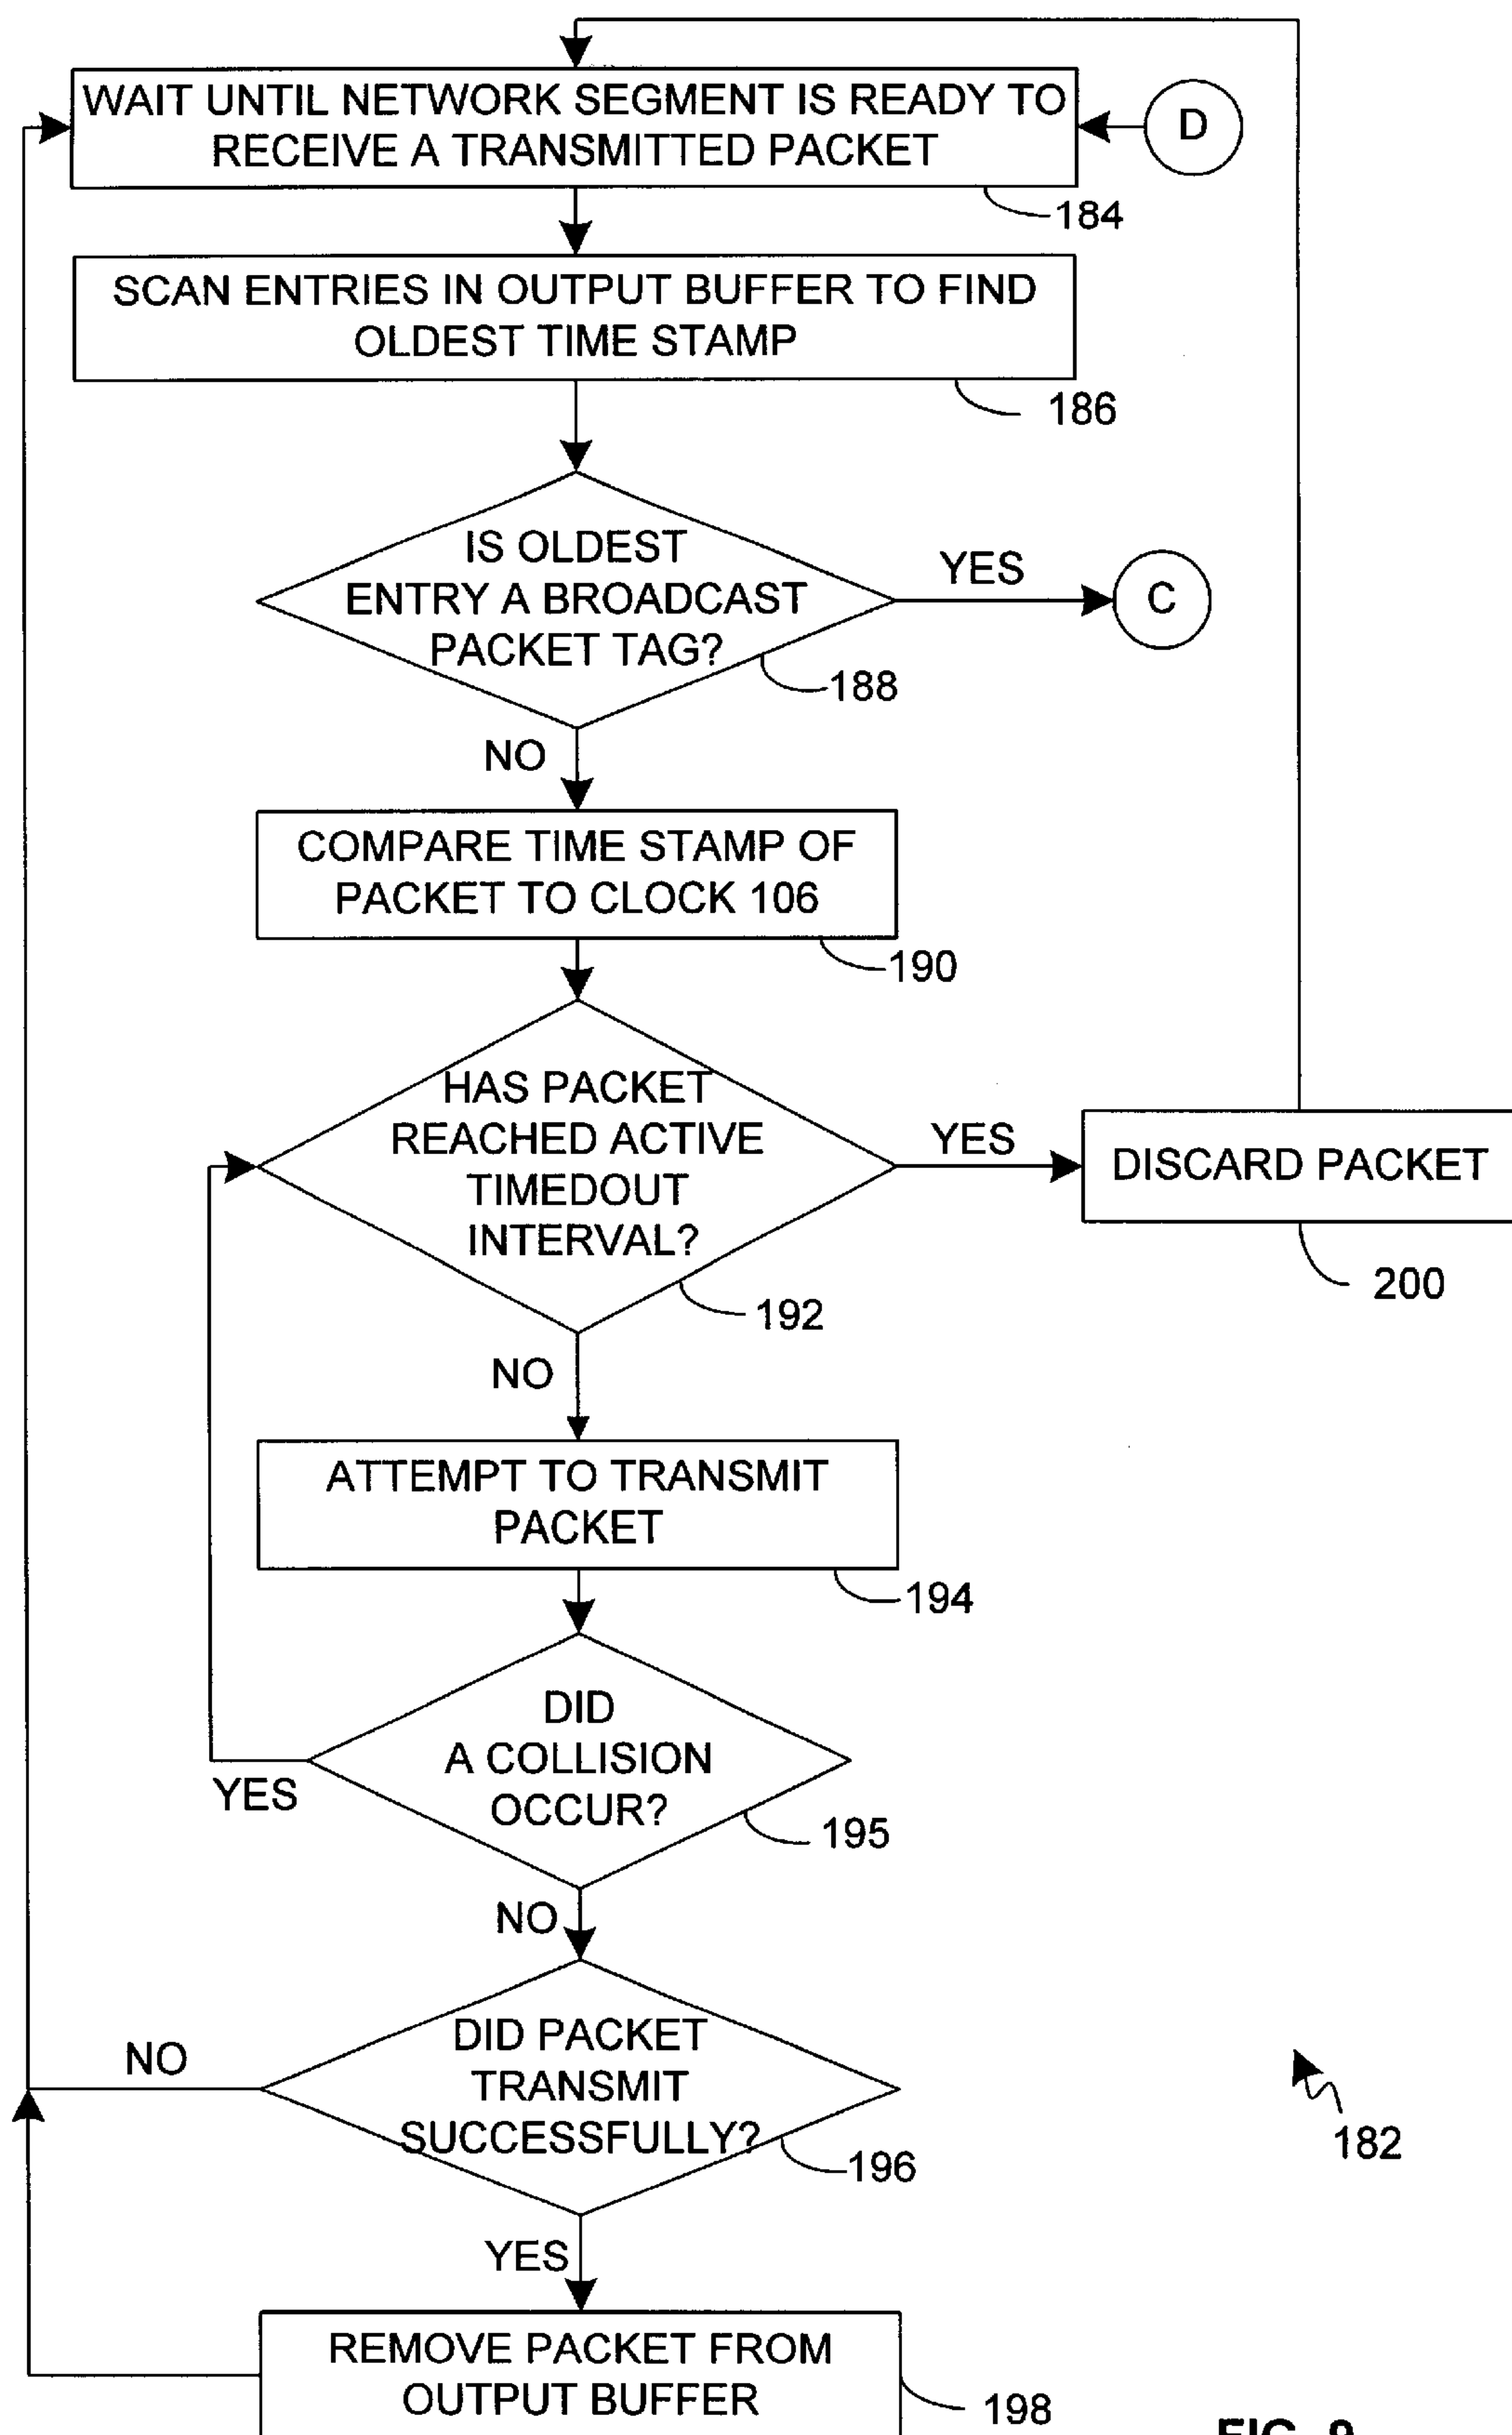 WAIT UNTIL NETWORK SEGMENT IS READY TO
RECEIVE A TRANSMITTED PACKET
D
184
SCAN ENTRIES IN OUTPUT BUFFER TO FIND
OLDEST TIME STAMP
186
IS OLDEST
ENTRY A BROADCAST
PACKET TAG?
YES
C
188
NO
COMPARE TIME STAMP OF
PACKET TO CLOCK 106
190
HAS PACKET
REACHED ACTIVE
TIMEDOUT
INTERVAL?
YES
DISCARD PACKET
200
192
NO
ATTEMPT TO TRANSMIT
PACKET
194
DID
A COLLISION
OCCUR?
YES
195
NO
DID PACKET
TRANSMIT
SUCCESSFULLY?
NO
196
182
YES
REMOVE PACKET FROM
OUTPUT BUFFER
198
FIG. 9